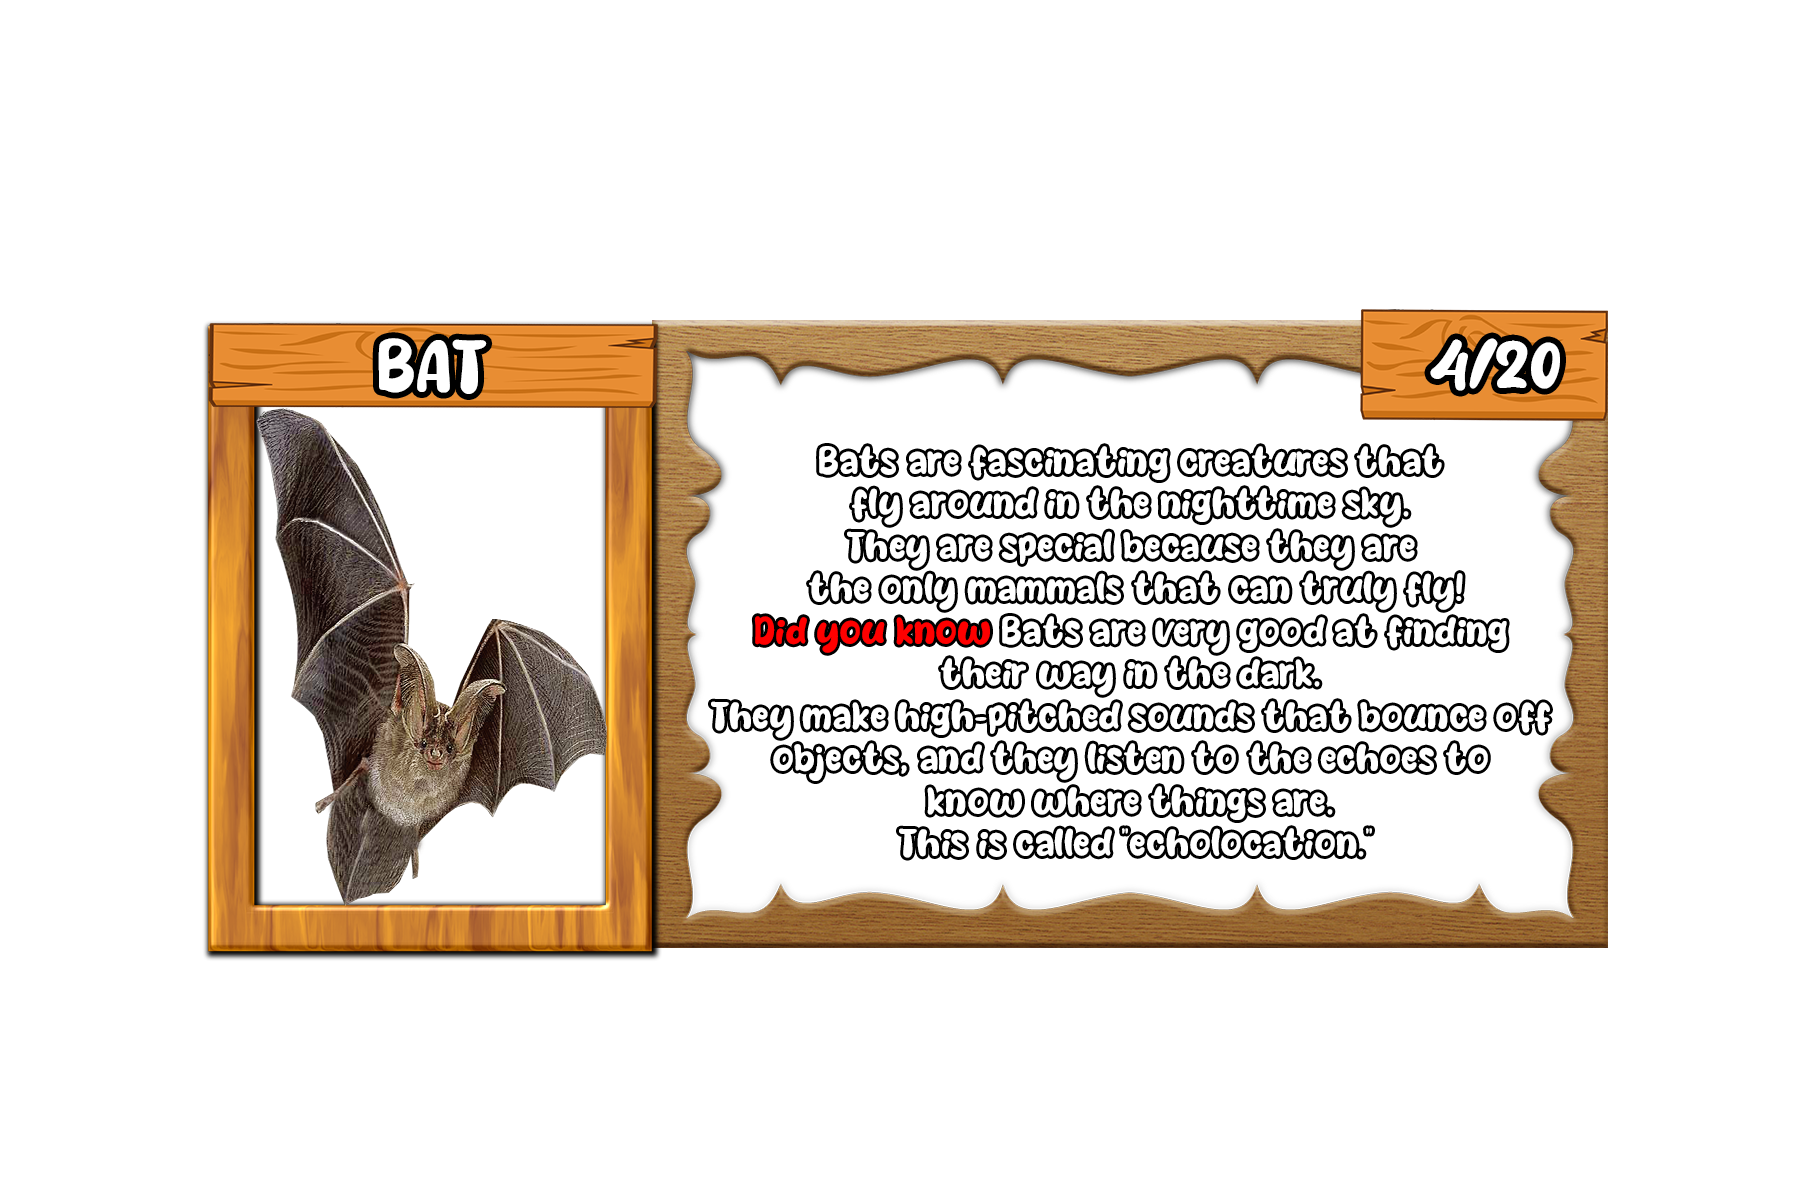 BAT
4/20
Bats are fascinating creatures that
fly around in the nighttime sky.
They are special because they are
the only mammals that can truly fly!
Did you know Bats are very good at finding
their way in the dark.
They make high-pitched sounds that bounce off
objects, and they listen to the echoes to
know where things are.
This is called "echolocation."